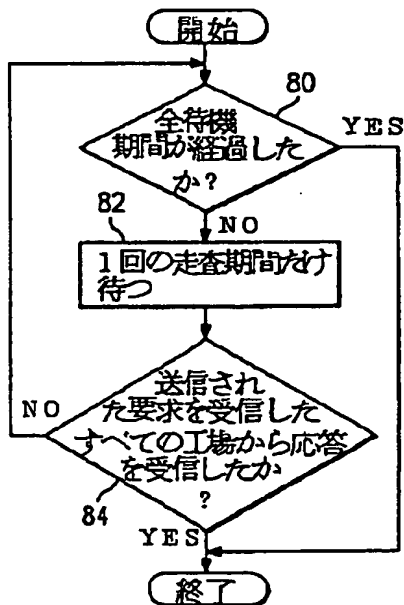 開始
80
全待機
期間が経過した
か?
YES
82
NO
1回の走査期間だけ
待つ
送信され
た要求を受信した
すべての工場から応答
を受信したか
?
NO
84
YES
終了